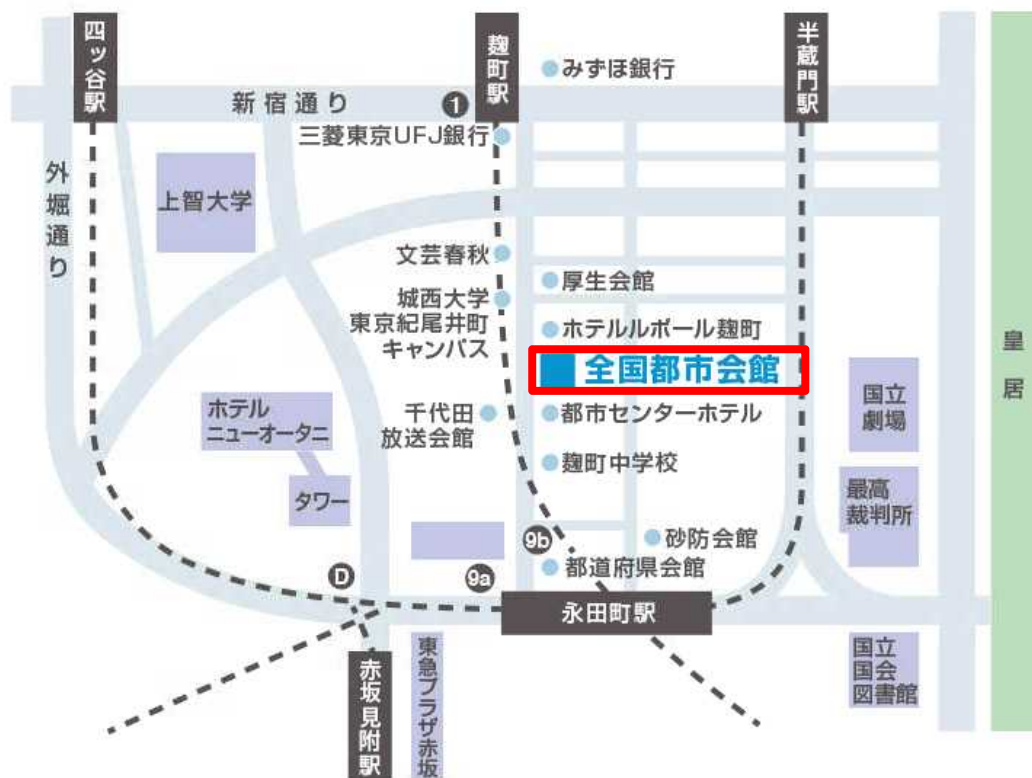 四ッ谷駅
麹町駅
半蔵門駅
みずほ銀行
新宿通り
1
三菱東京UFJ銀行
外堀通り
上智大学
文芸春秋
厚生会館
城西大学
東京紀尾井町
キャンパス
ホテルルポール麹町
皇居
全国都市会館
国立
劇場
ホテル
ニューオータニ
千代田
放送会館
都市センターホテル
麹町中学校
タワー
最高
裁判所
9b
砂防会館
D
9a
都道府県会館
永田町駅
赤坂見附駅
東急プラザ赤坂
国立
国会
図書館